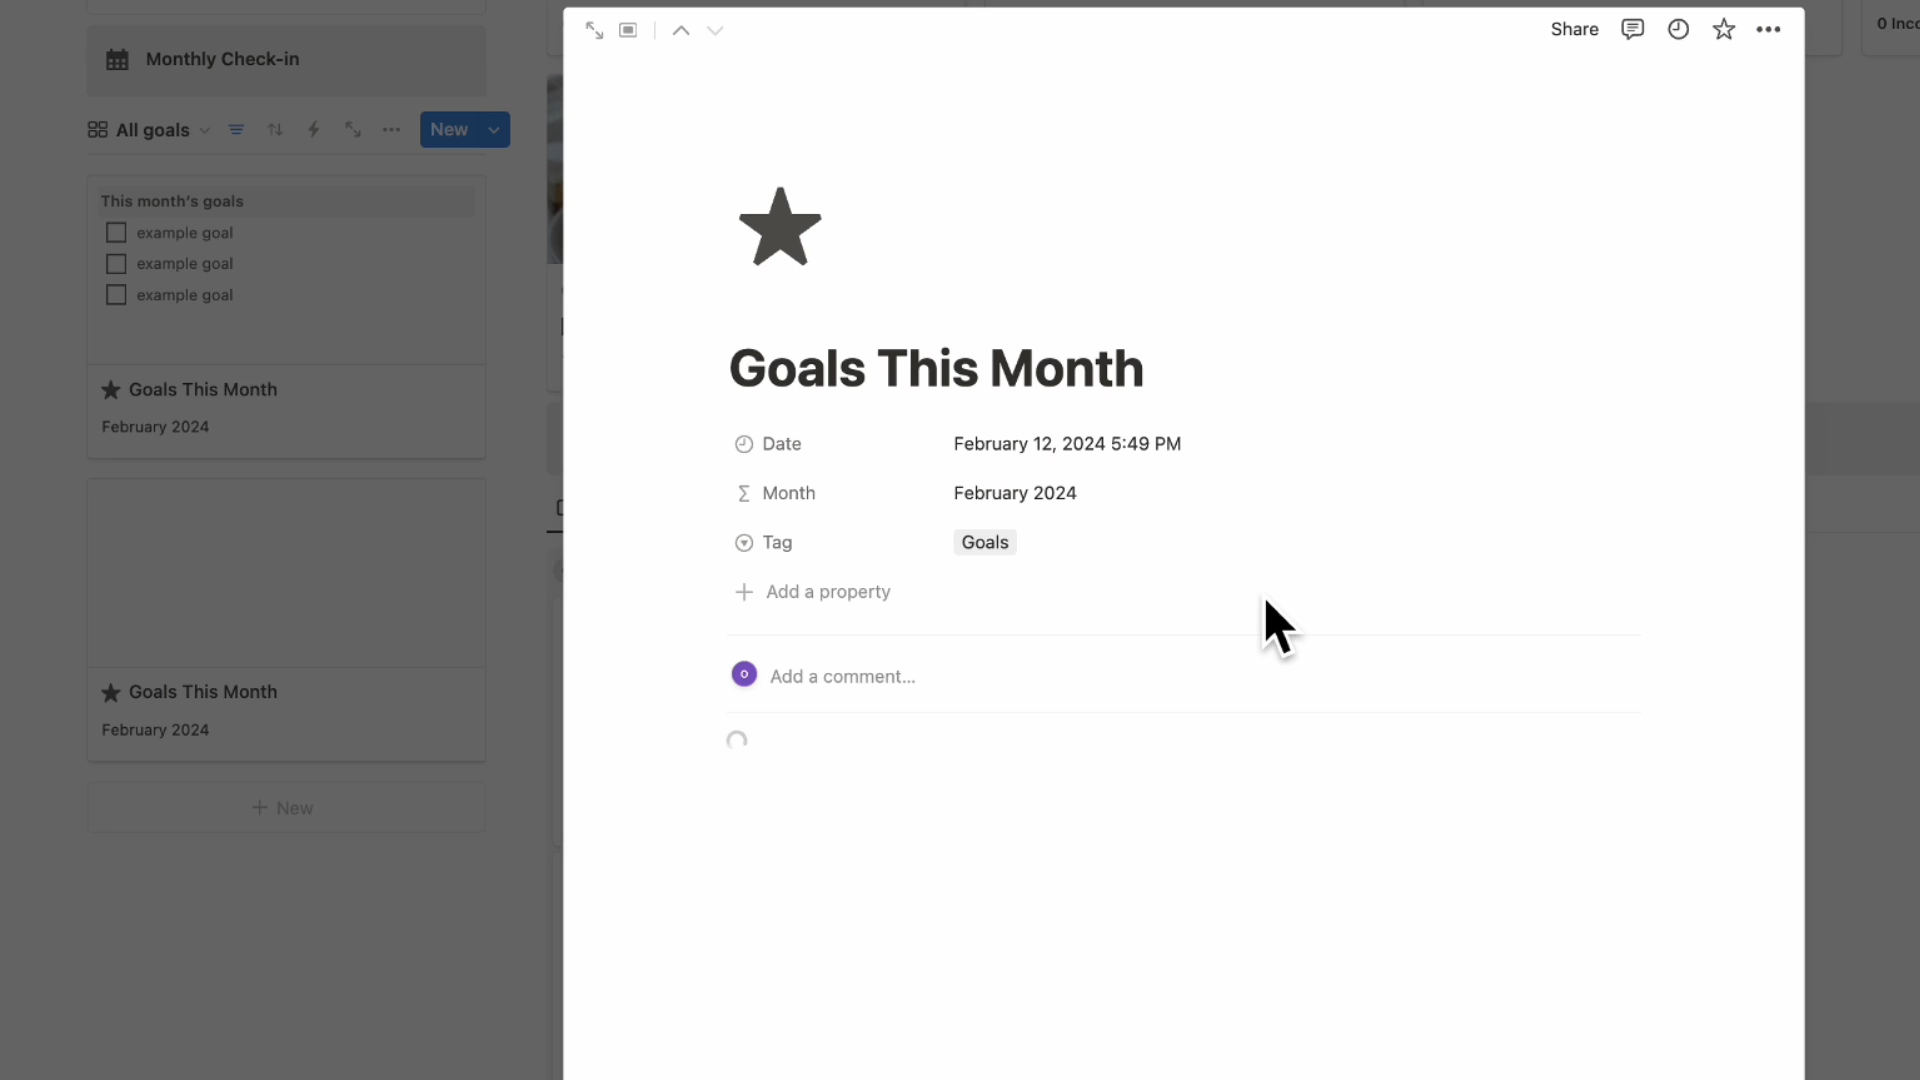 Monthly Check-in
All goals
New
This month's goals
example goal
example goal
example goal
Goals This Month
February 2024
Goals This Month
February 2024
+ New
Share
0 Inco
Goals This Month
Date February 12, 2024 5:49 PM
Month February 2024
Tag Goals
+ Add a property
O Add a comment...